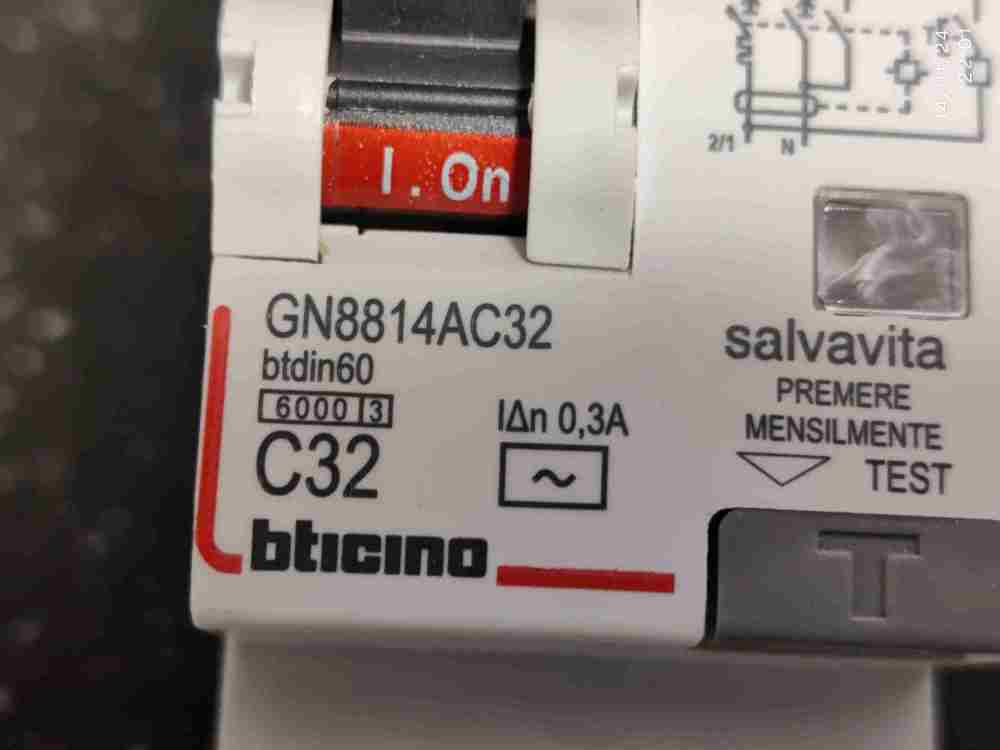 I . On
2/1 N
GN8814AC32
btdin60
6000 3
C32
IΔn 0,3A
~
bticino
salvavita
PREMERE
MENSILMENTE
TEST
T